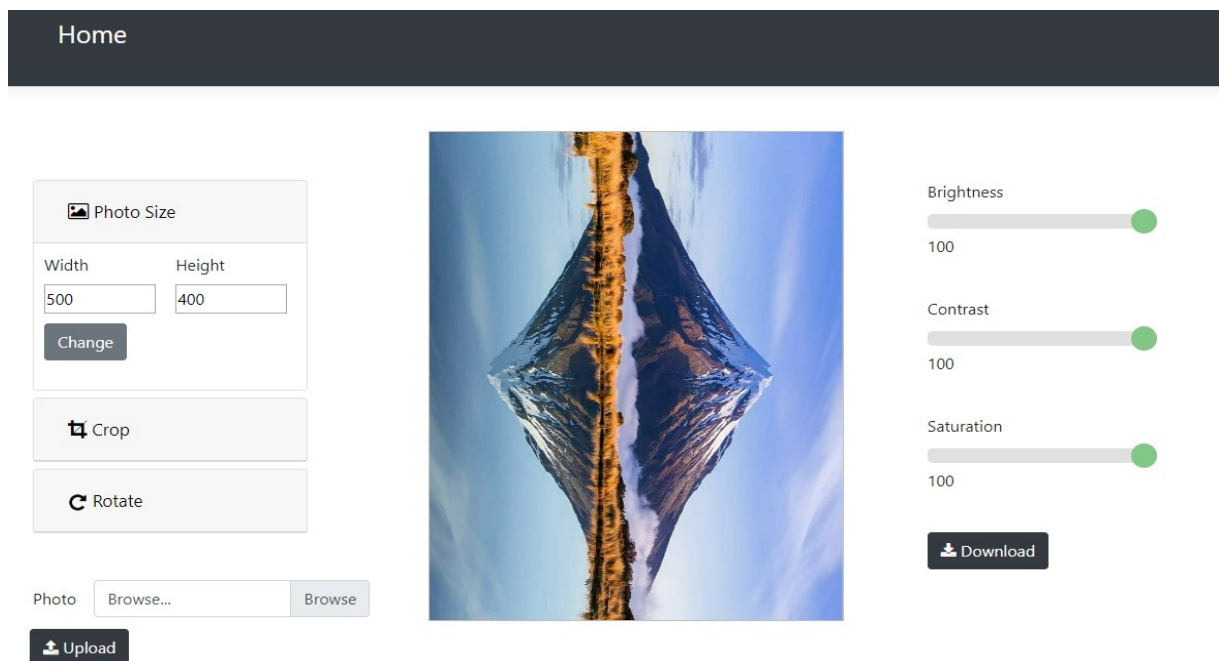 Home
Photo Size
Width Height
500 400
Change
Crop
Rotate
Photo Browse... Browse
Upload
Brightness
100
Contrast
100
Saturation
100
Download